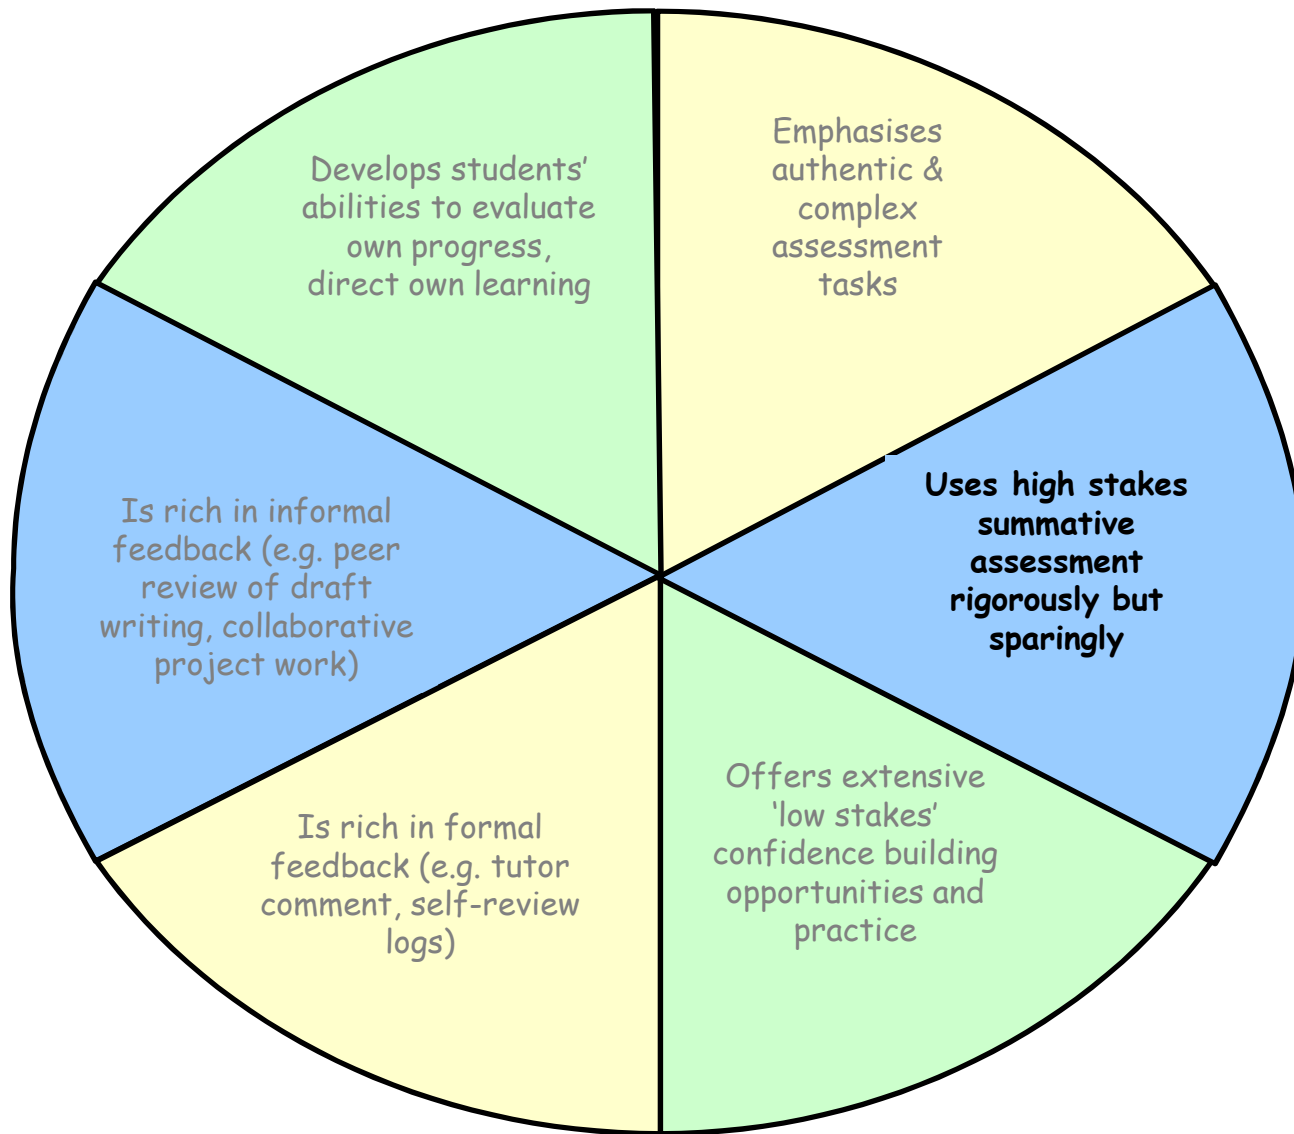 Emphasises
authentic &
complex
assessment
tasks
Uses high stakes
summative
assessment
rigorously but
sparingly
Offers extensive
‘low stakes’
confidence building
opportunities and
practice
Is rich in formal
feedback (e.g. tutor
comment, self-review
logs)
Is rich in informal
feedback (e.g. peer
review of draft
writing, collaborative
project work)
Develops students’
abilities to evaluate
own progress,
direct own learning